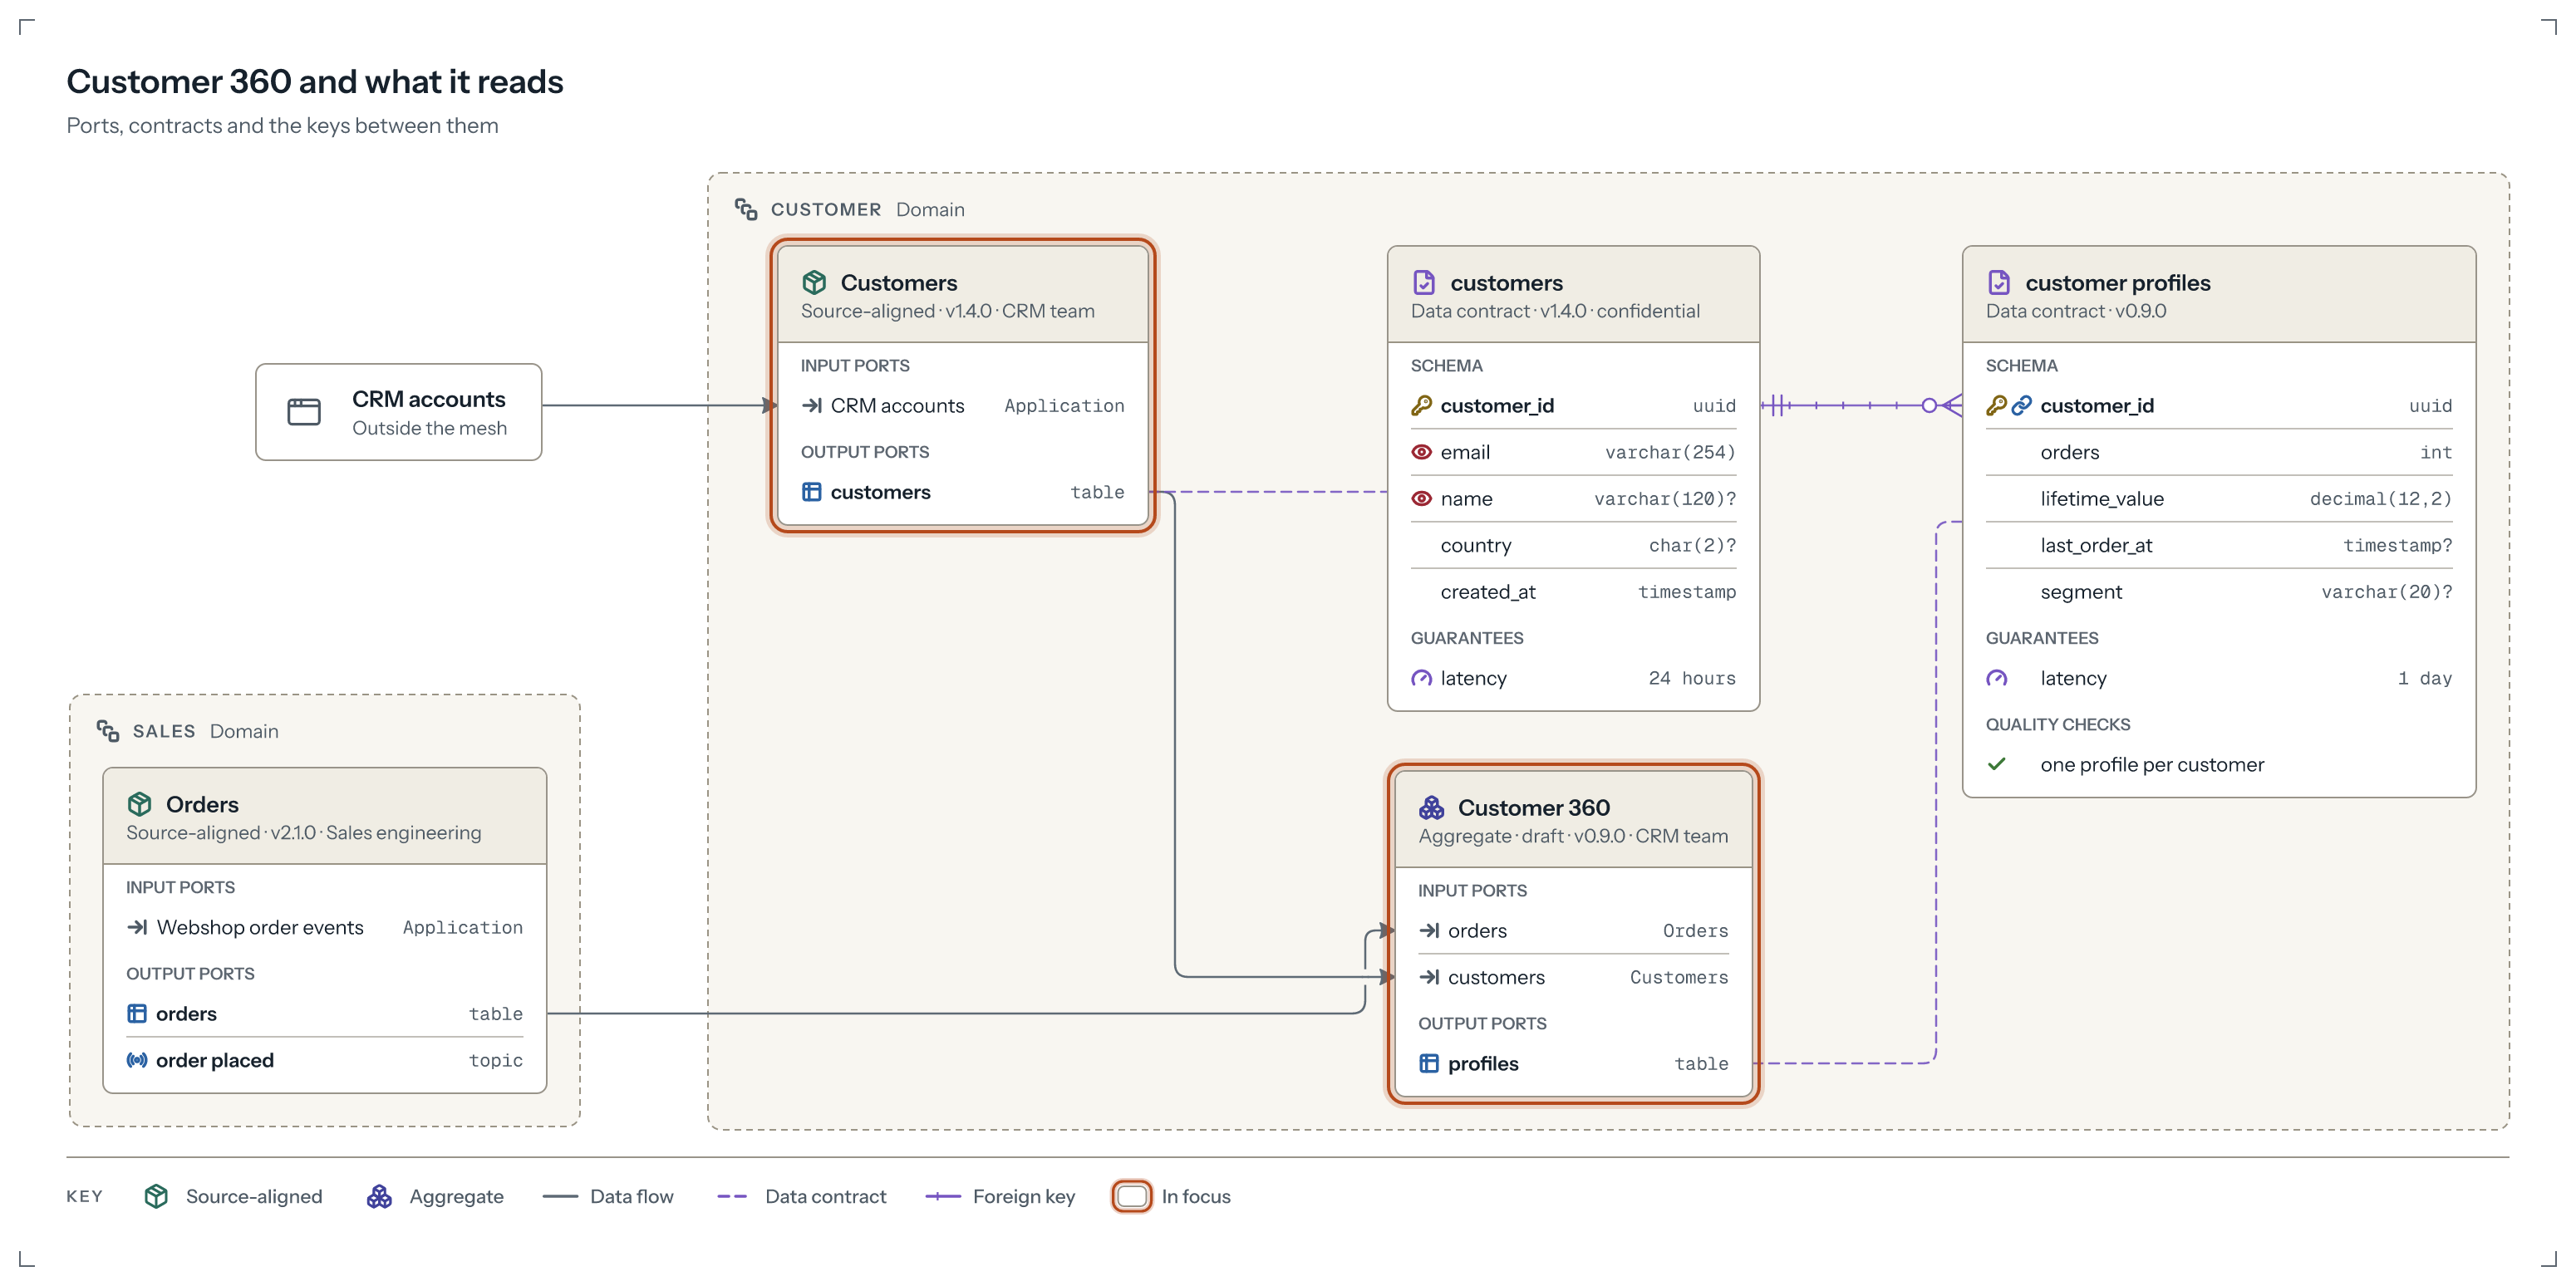 Customer 360 and what it reads
Ports, contracts and the keys between them
CUSTOMER Domain
Customers
Source-aligned · v1.4.0 · CRM team
INPUT PORTS
CRM accounts Application
OUTPUT PORTS
customers table
customers
Data contract · v1.4.0 · confidential
SCHEMA
customer_id uuid
email varchar(254)
name varchar(120)?
country char(2)?
created_at timestamp
GUARANTEES
latency 24 hours
customer profiles
Data contract · v0.9.0
SCHEMA
customer_id uuid
orders int
lifetime_value decimal(12,2)
last_order_at timestamp?
segment varchar(20)?
GUARANTEES
latency 1 day
QUALITY CHECKS
one profile per customer
CRM accounts
Outside the mesh
SALES Domain
Orders
Source-aligned · v2.1.0 · Sales engineering
INPUT PORTS
Webshop order events Application
OUTPUT PORTS
orders table
order placed topic
Customer 360
Aggregate · draft · v0.9.0 · CRM team
INPUT PORTS
orders Orders
customers Customers
OUTPUT PORTS
profiles table
KEY Source-aligned Aggregate Data flow Data contract Foreign key In focus